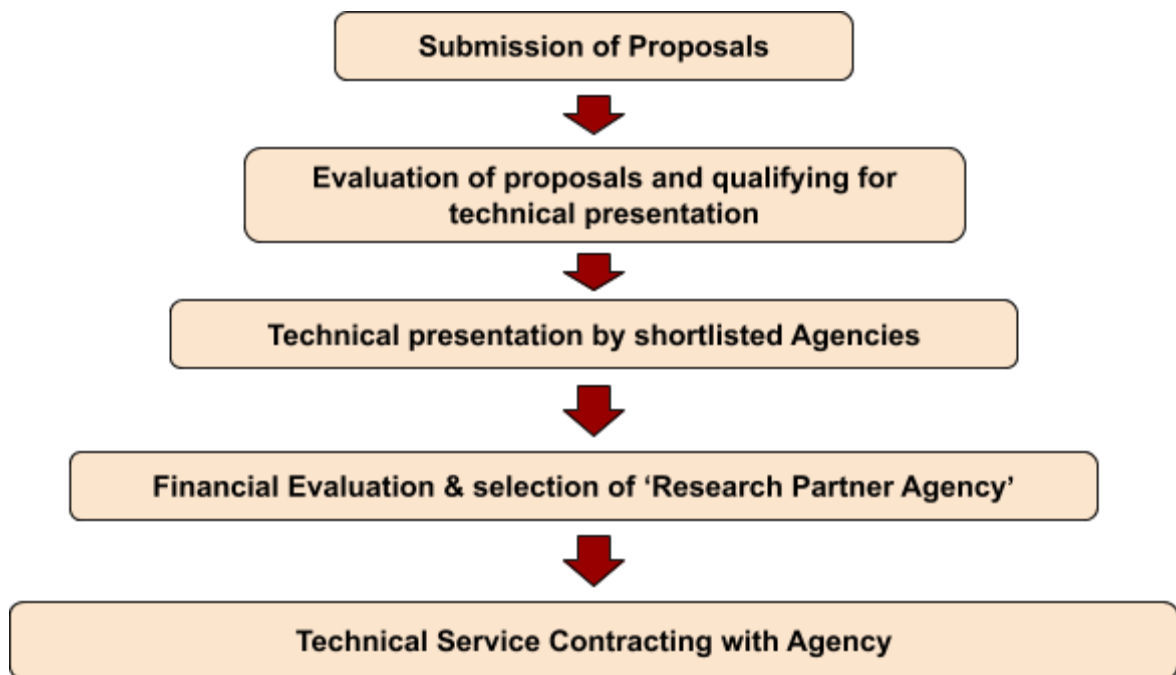 Submission of Proposals
Evaluation of proposals and qualifying for
technical presentation
Technical presentation by shortlisted Agencies
Financial Evaluation & selection of ‘Research Partner Agency’
Technical Service Contracting with Agency